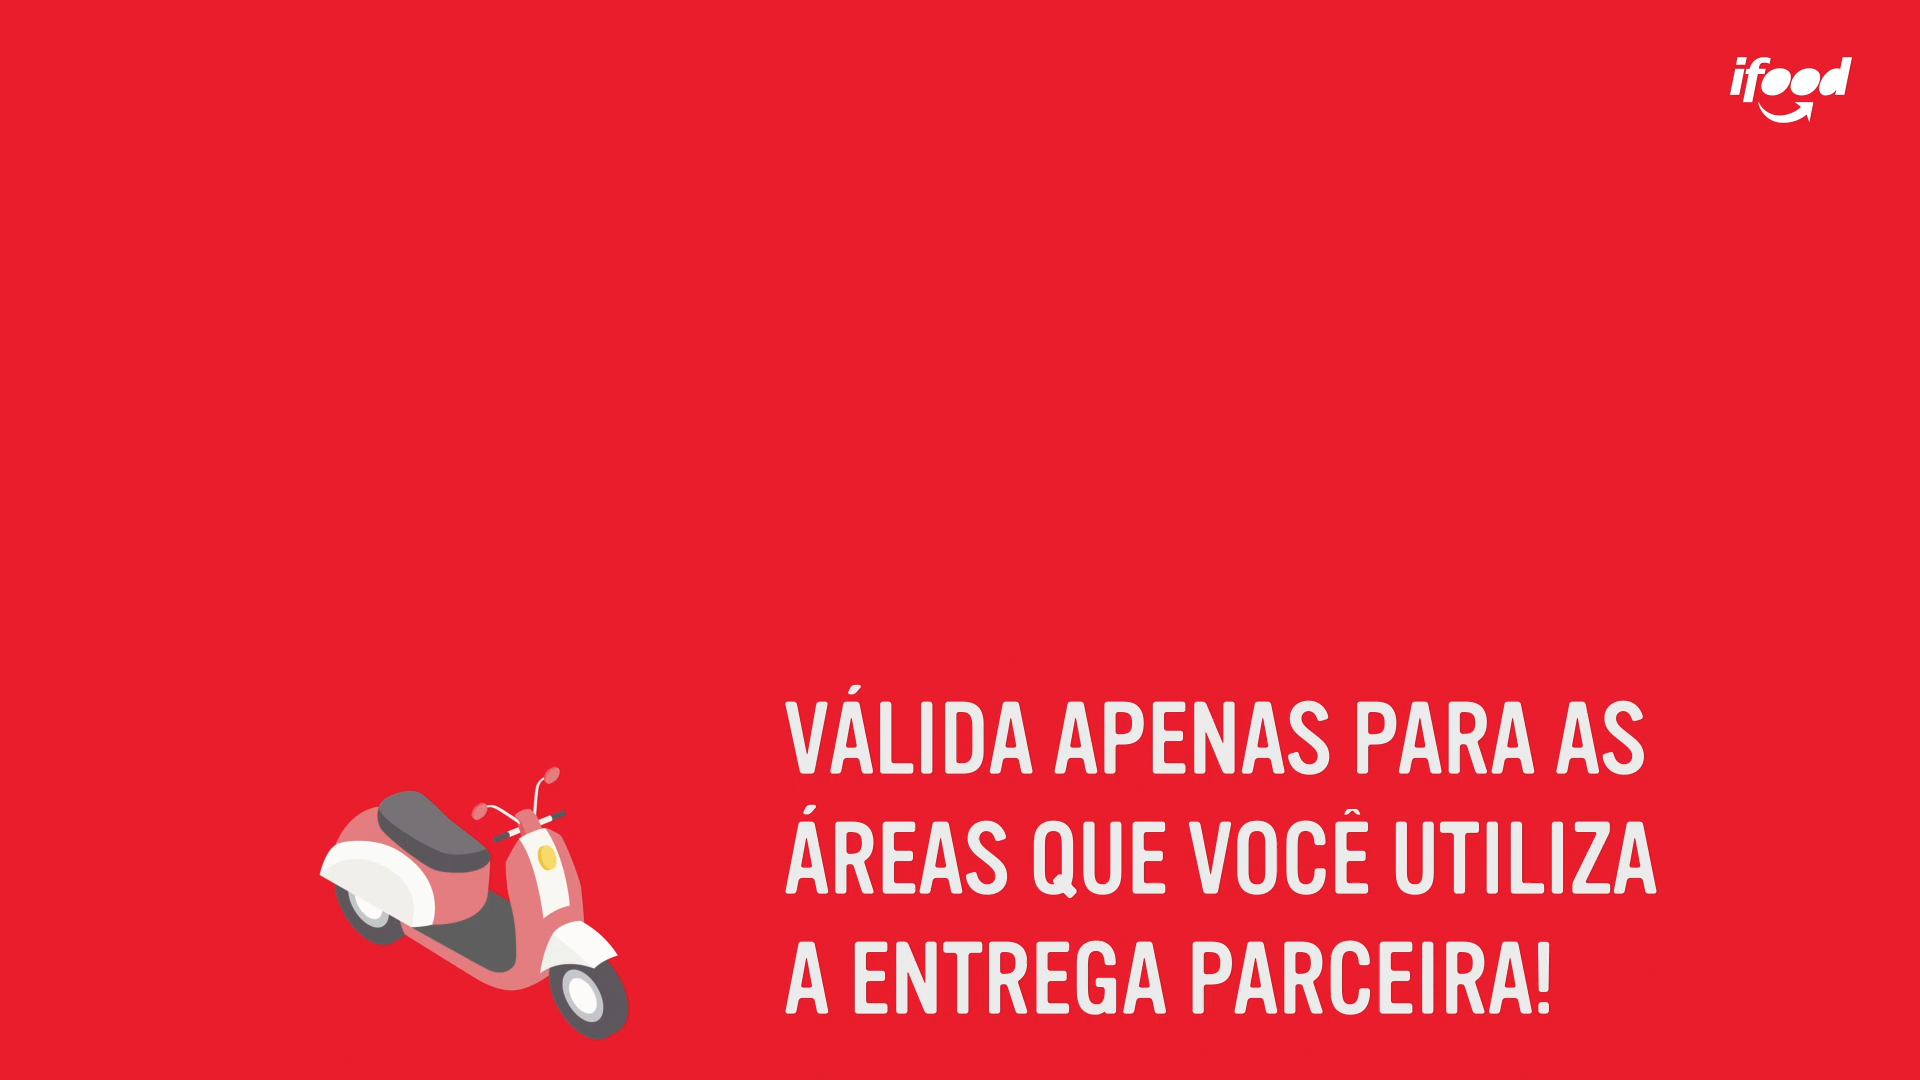 ifood
VÁLIDA APENAS PARA AS
ÁREAS QUE VOCÊ UTILIZA
A ENTREGA PARCEIRA!